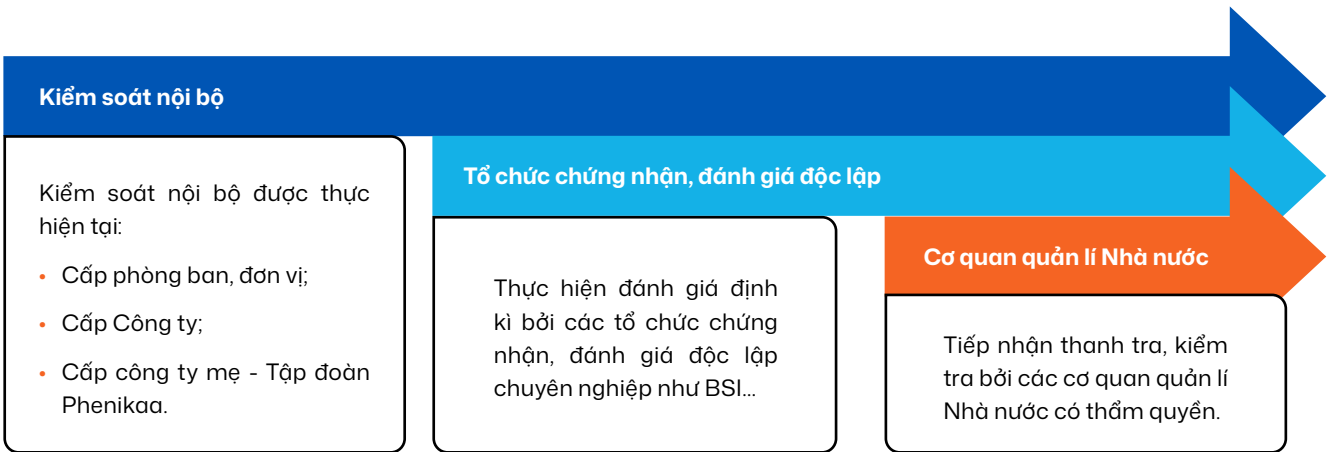 Kiểm soát nội bộ
Kiểm soát nội bộ được thực
hiện tại:
• Cấp phòng ban, đơn vị;
• Cấp Công ty;
• Cấp công ty mẹ - Tập đoàn
Phenikaa.
Tổ chức chứng nhận, đánh giá độc lập
Thực hiện đánh giá định
kì bởi các tổ chức chứng
nhận, đánh giá độc lập
chuyên nghiệp như BSI...
Cơ quan quản lí Nhà nước
Tiếp nhận thanh tra, kiểm
tra bởi các cơ quan quản lí
Nhà nước có thẩm quyền.